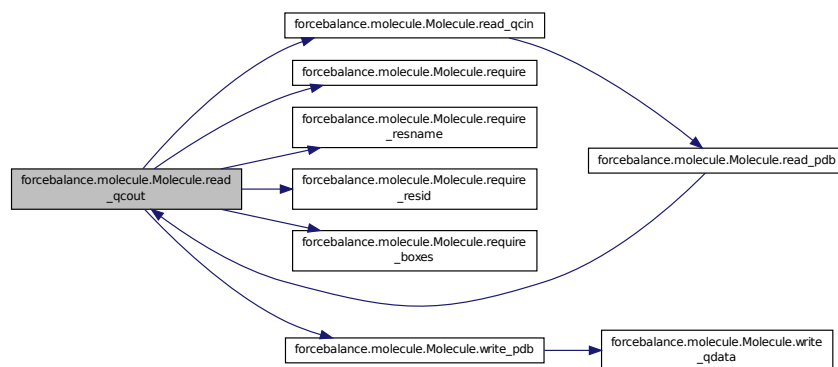 forcebalance.molecule.Molecule.read_qcin
forcebalance.molecule.Molecule.require
forcebalance.molecule.Molecule.require
_resname
forcebalance.molecule.Molecule.read_pdb
forcebalance.molecule.Molecule.read
_qcout
forcebalance.molecule.Molecule.require
_resid
forcebalance.molecule.Molecule.require
_boxes
forcebalance.molecule.Molecule.write_pdb
forcebalance.molecule.Molecule.write
_qdata